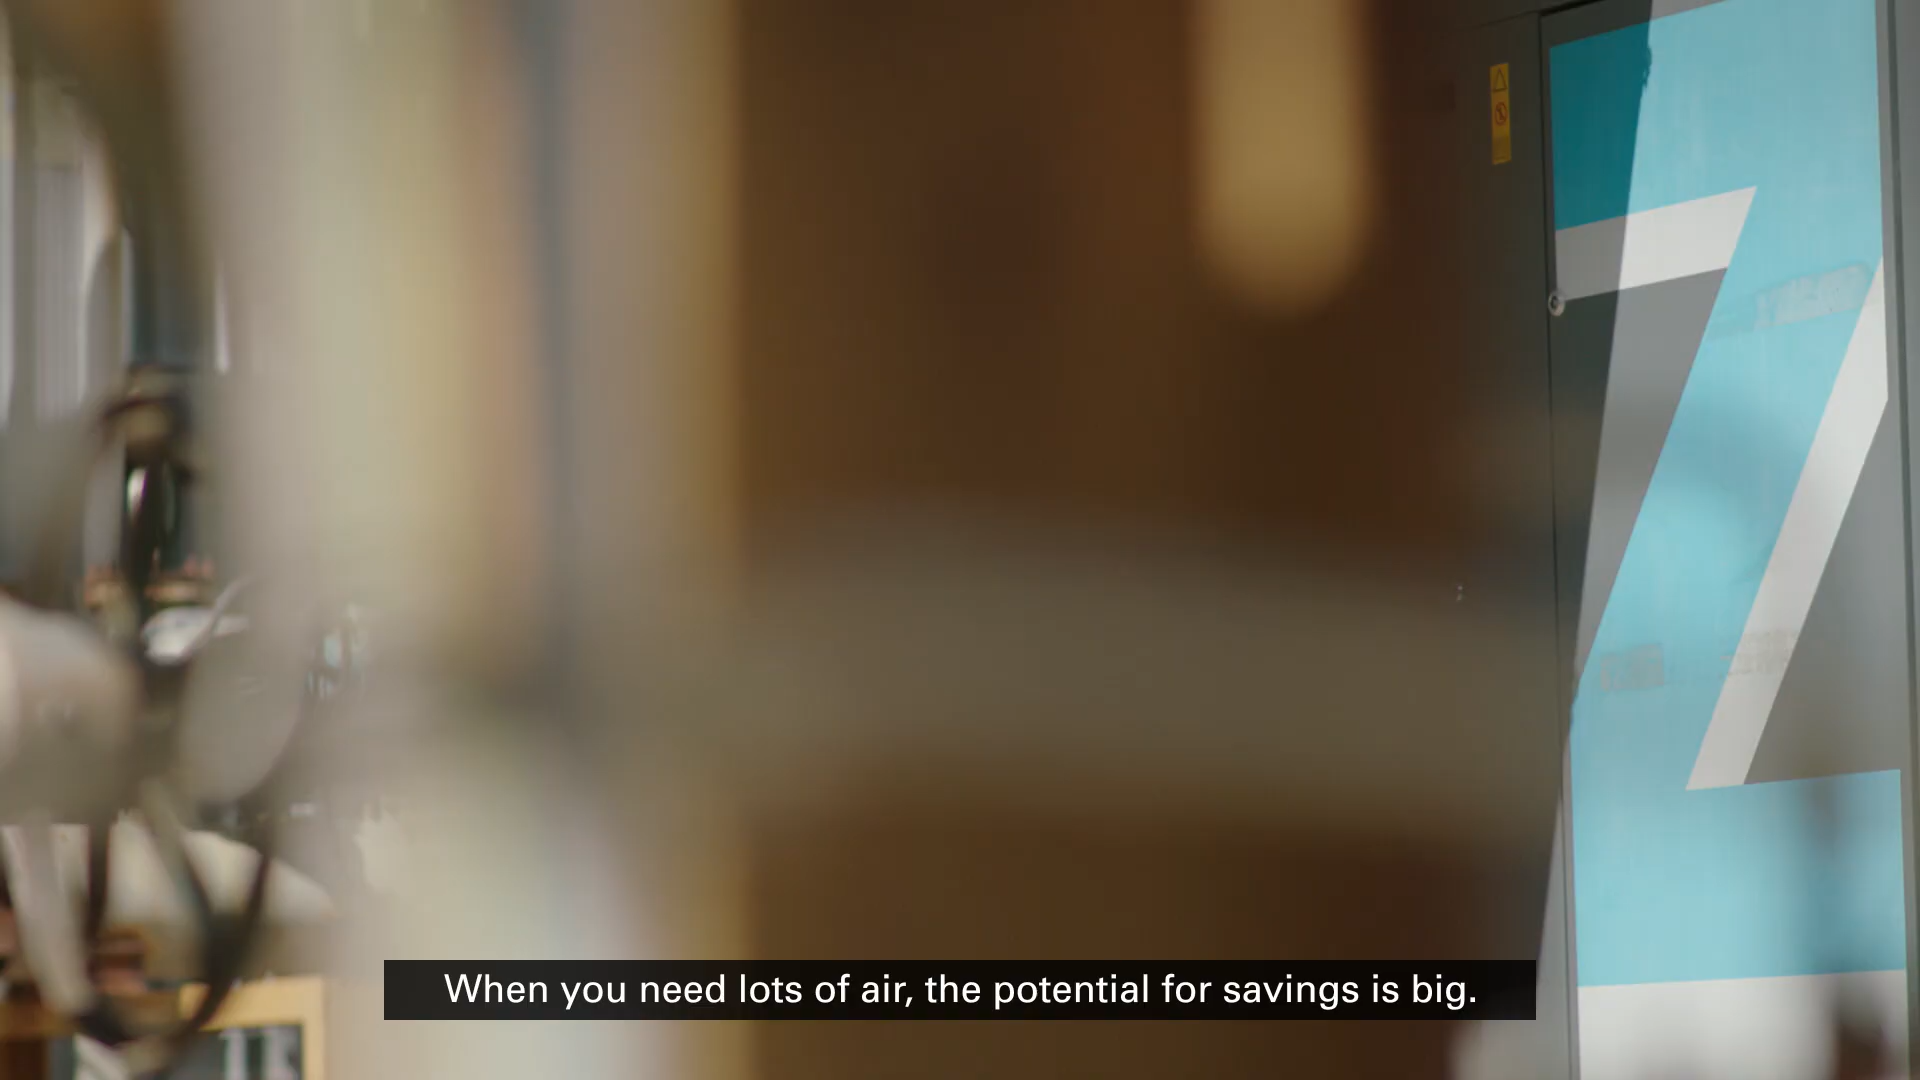 Z
When you need lots of air, the potential for savings is big.